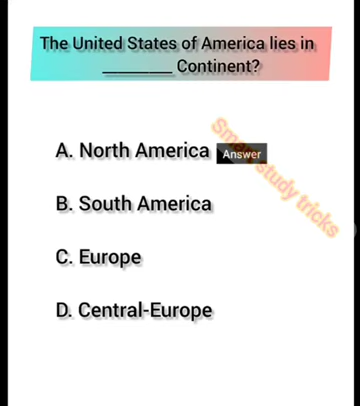 The United States of America lies in
_________ Continent?
A. North America Answer
B. South America
C. Europe
D. Central-Europe
Smart study tricks